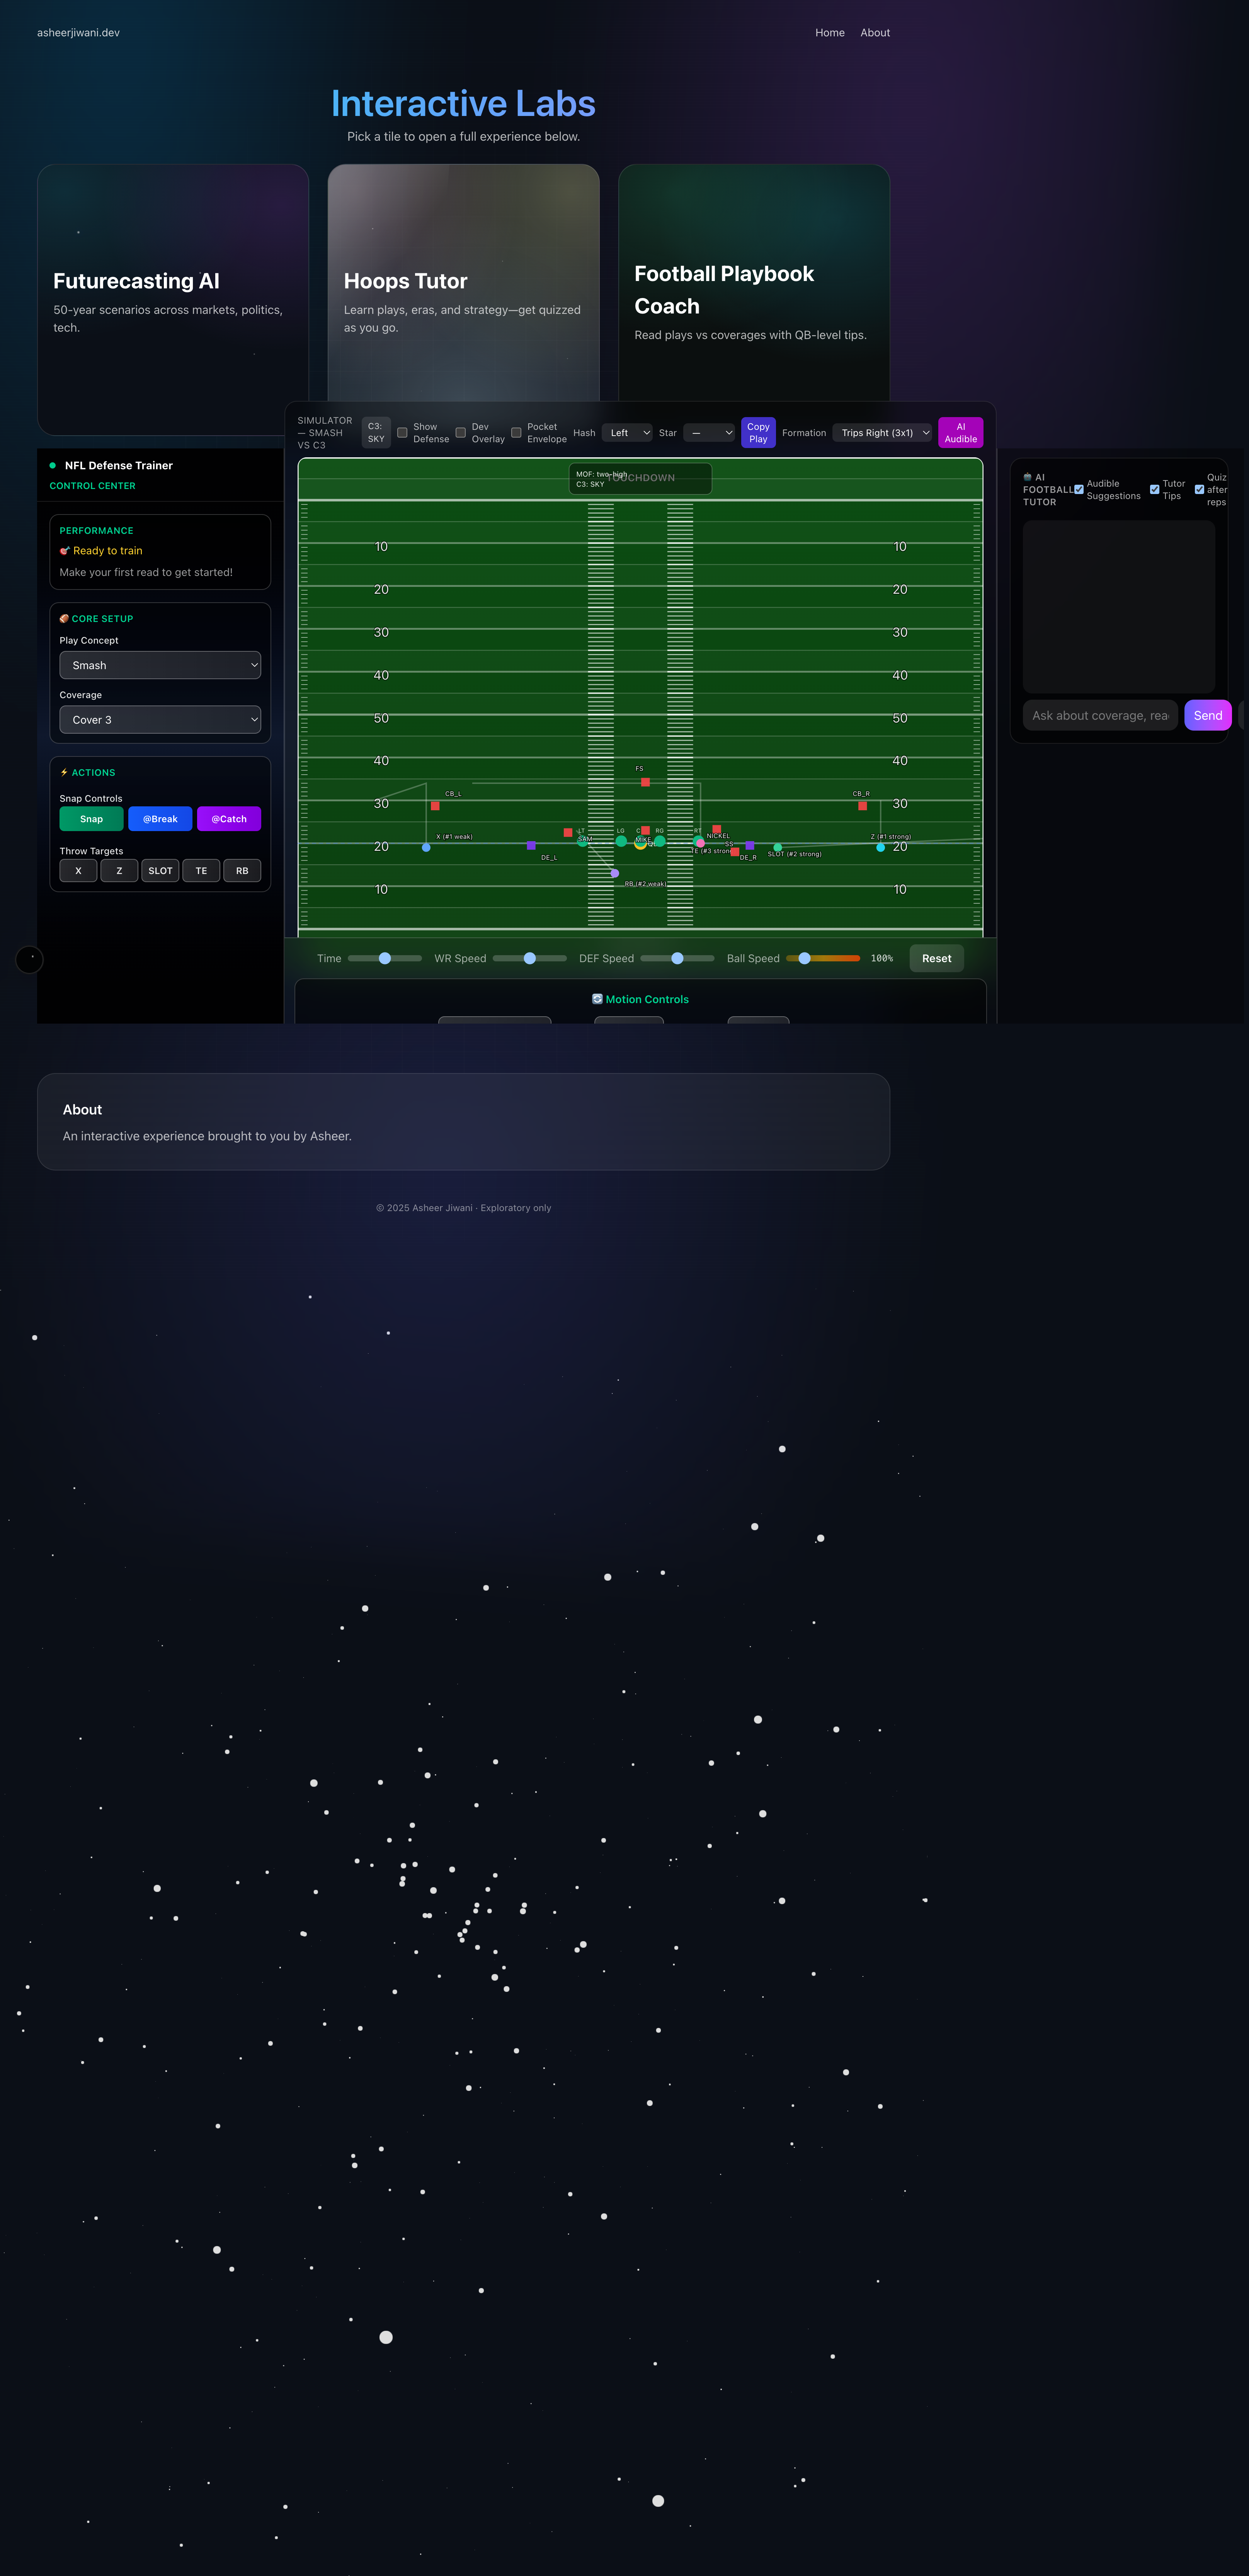 asheerjiwani.dev
Home About
Interactive Labs
Pick a tile to open a full experience below.
Futurecasting AI
50-year scenarios across markets, politics,
tech.
Hoops Tutor
Learn plays, eras, and strategy—get quizzed
as you go.
Football Playbook
Coach
Read plays vs coverages with QB-level tips.
NFL Defense Trainer
CONTROL CENTER
PERFORMANCE
🎯 Ready to train
Make your first read to get started!
🏈 CORE SETUP
Play Concept
Smash
Coverage
Cover 3
⚡ ACTIONS
Snap Controls
Snap @Break @Catch
Throw Targets
X Z SLOT TE RB
SIMULATOR
— SMASH
VS C3
C3:
SKY
Show
Defense
Dev
Overlay
Pocket
Envelope
Hash Left
Star —
Copy
Play
Formation Trips Right (3x1)
AI
Audible
MOF: two-high
C3: SKY
TOUCHDOWN
10 10
20 20
30 30
40 40
50 50
40 40
FS
CB_L CB_R
30 30
LT LG C RG RT
X (#1 weak) SAM MIKE NICKEL Z (#1 strong)
20 20
SS
TE (#3 strong)
SLOT (#2 strong)
DE_L DE_R
RB (#2 weak)
10 10
Time WR Speed DEF Speed Ball Speed 100% Reset
🔄 Motion Controls
🤖 AI
FOOTBALL
TUTOR
Audible
Suggestions
Tutor
Tips
Quiz
after
reps
Ask about coverage, rea
Send
About
An interactive experience brought to you by Asheer.
© 2025 Asheer Jiwani · Exploratory only